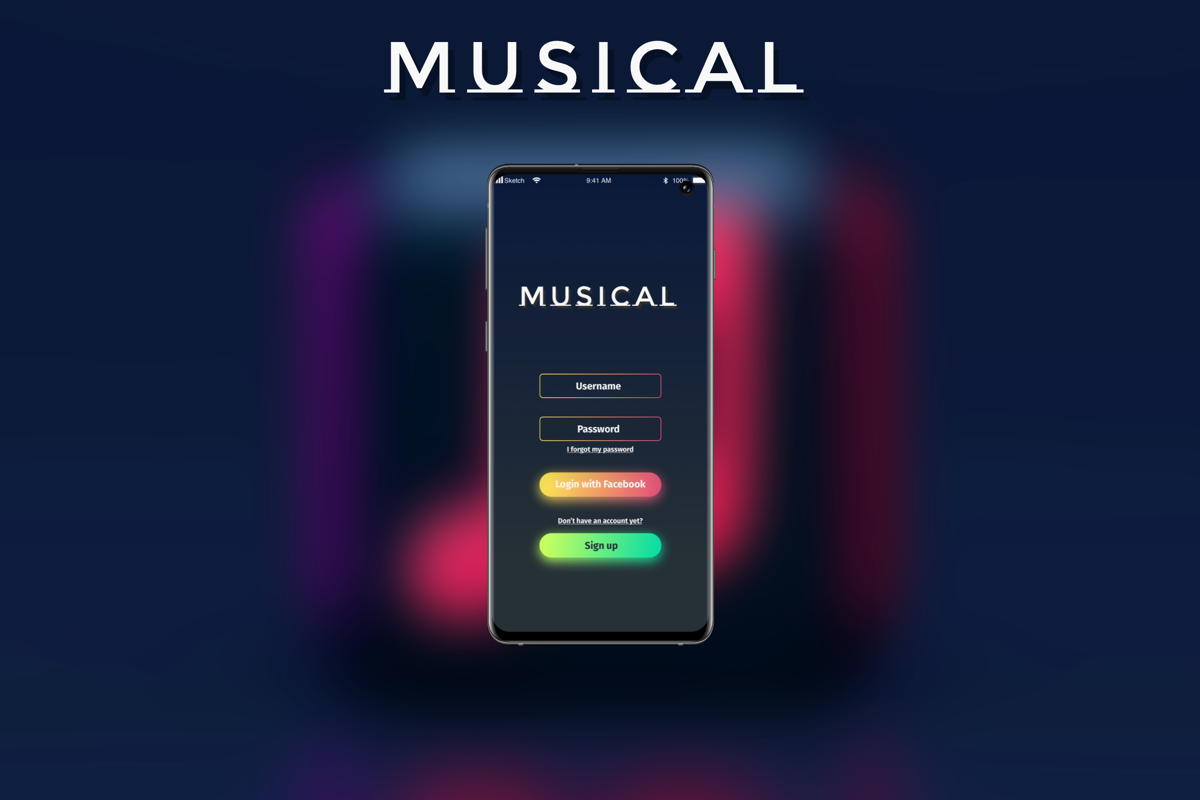 MUSICAL
Sketch 9:41 AM 100%
MUSICAL
Username
Password
I forgot my password
Login with Facebook
Don't have an account yet?
Sign up